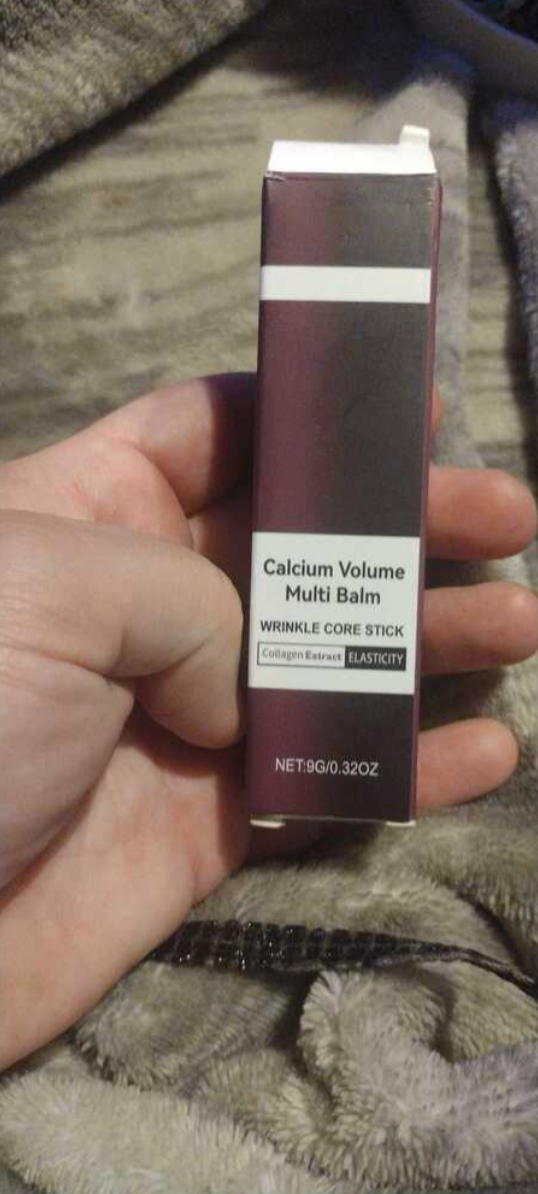 Calcium Volume
Multi Balm
WRINKLE CORE STICK
Collagen Extract ELASTICITY
NET:9G/0.32OZ